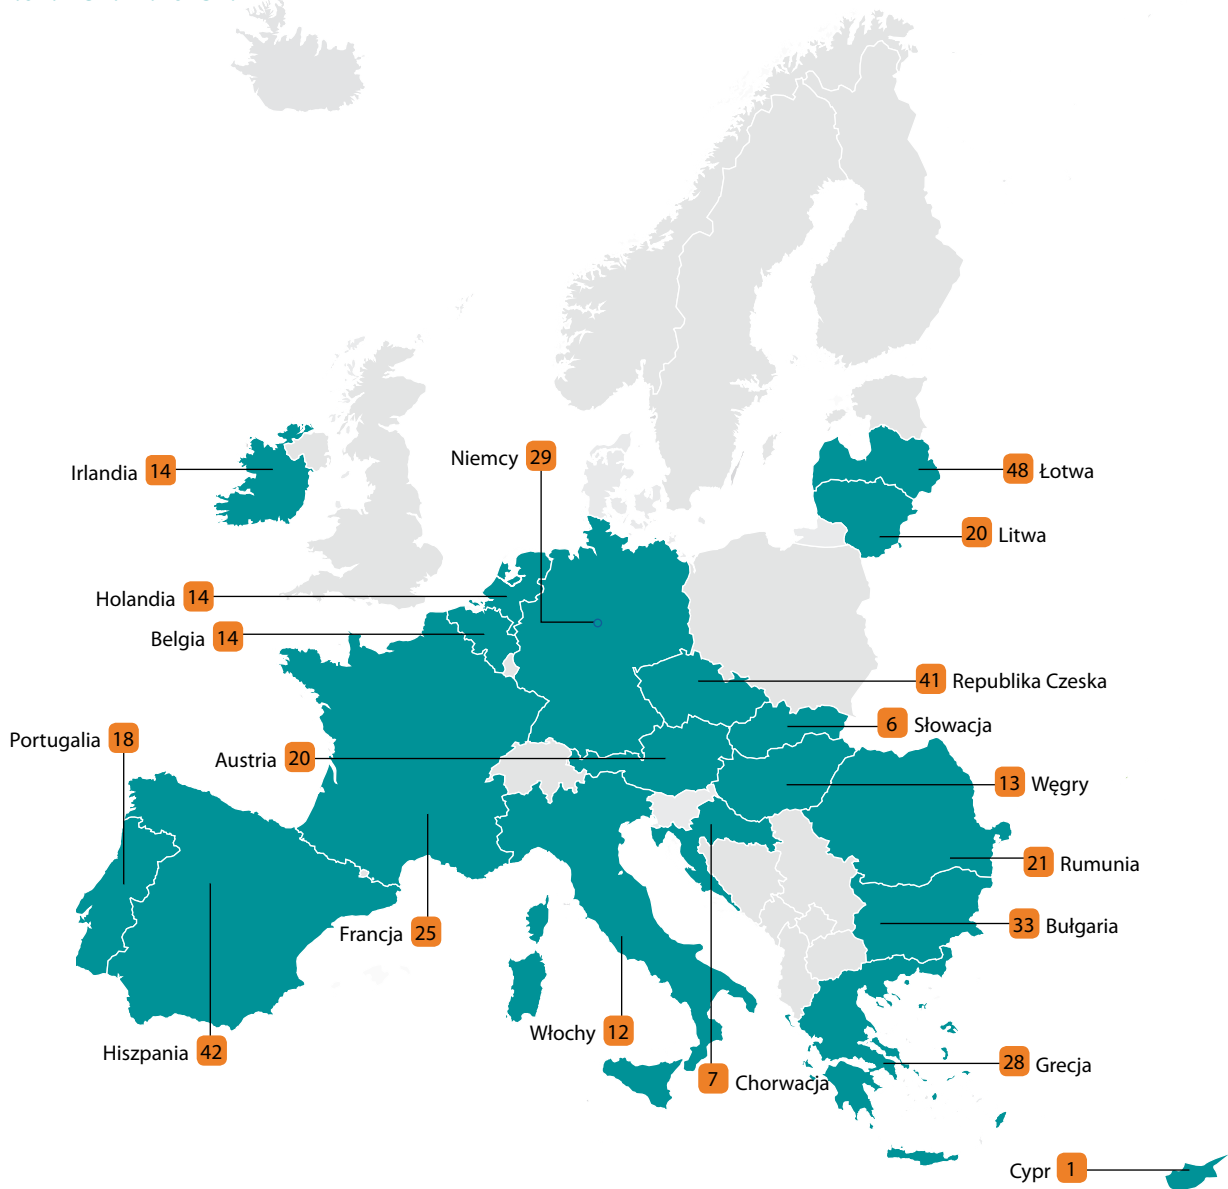 Niemcy 29
Irlandia 14
48 Łotwa
20 Litwa
Holandia 14
Belgia 14
41 Republika Czeska
6 Słowacja
Portugalia 18
Austria 20
13 Węgry
21 Rumunia
33 Bułgaria
Francja 25
Włochy 12
Hiszpania 42
28 Grecja
7 Chorwacja
Cypr 1